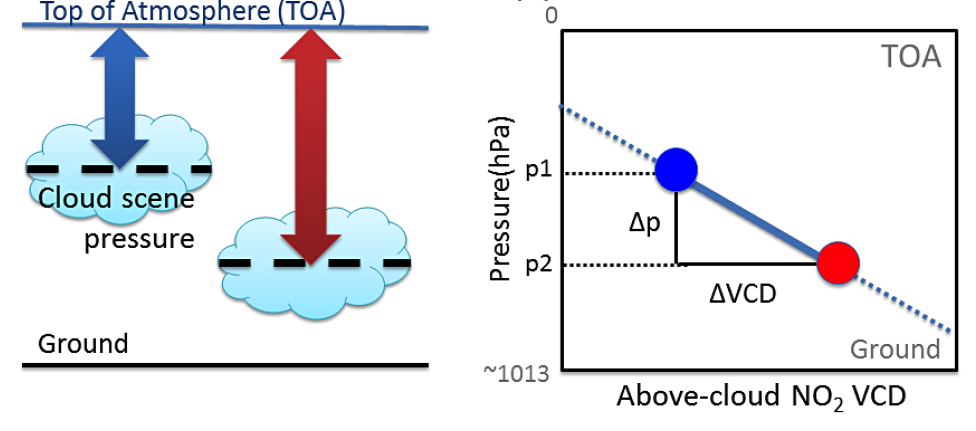 Top of Atmosphere (TOA)
Cloud scene
pressure
Ground
0
TOA
Pressure(hPa)
p1
Δp
p2
ΔVCD
Ground
~1013
Above-cloud NO₂ VCD